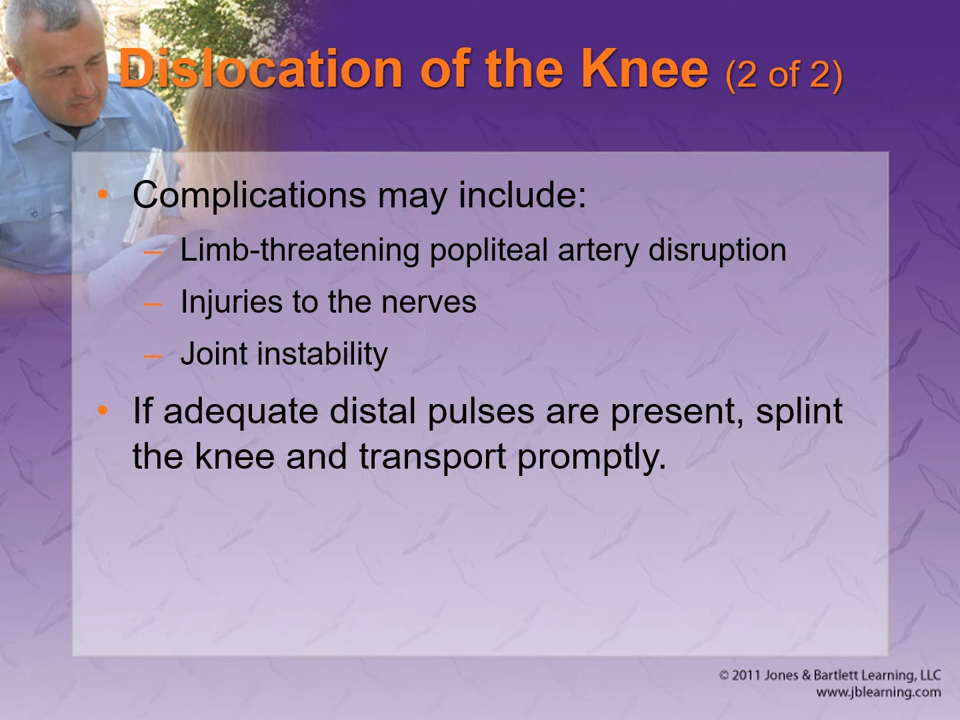 Dislocation of the Knee (2 of 2)
• Complications may include:
– Limb-threatening popliteal artery disruption
– Injuries to the nerves
– Joint instability
• If adequate distal pulses are present, splint
the knee and transport promptly.
© 2011 Jones & Bartlett Learning, LLC
www.jblearning.com